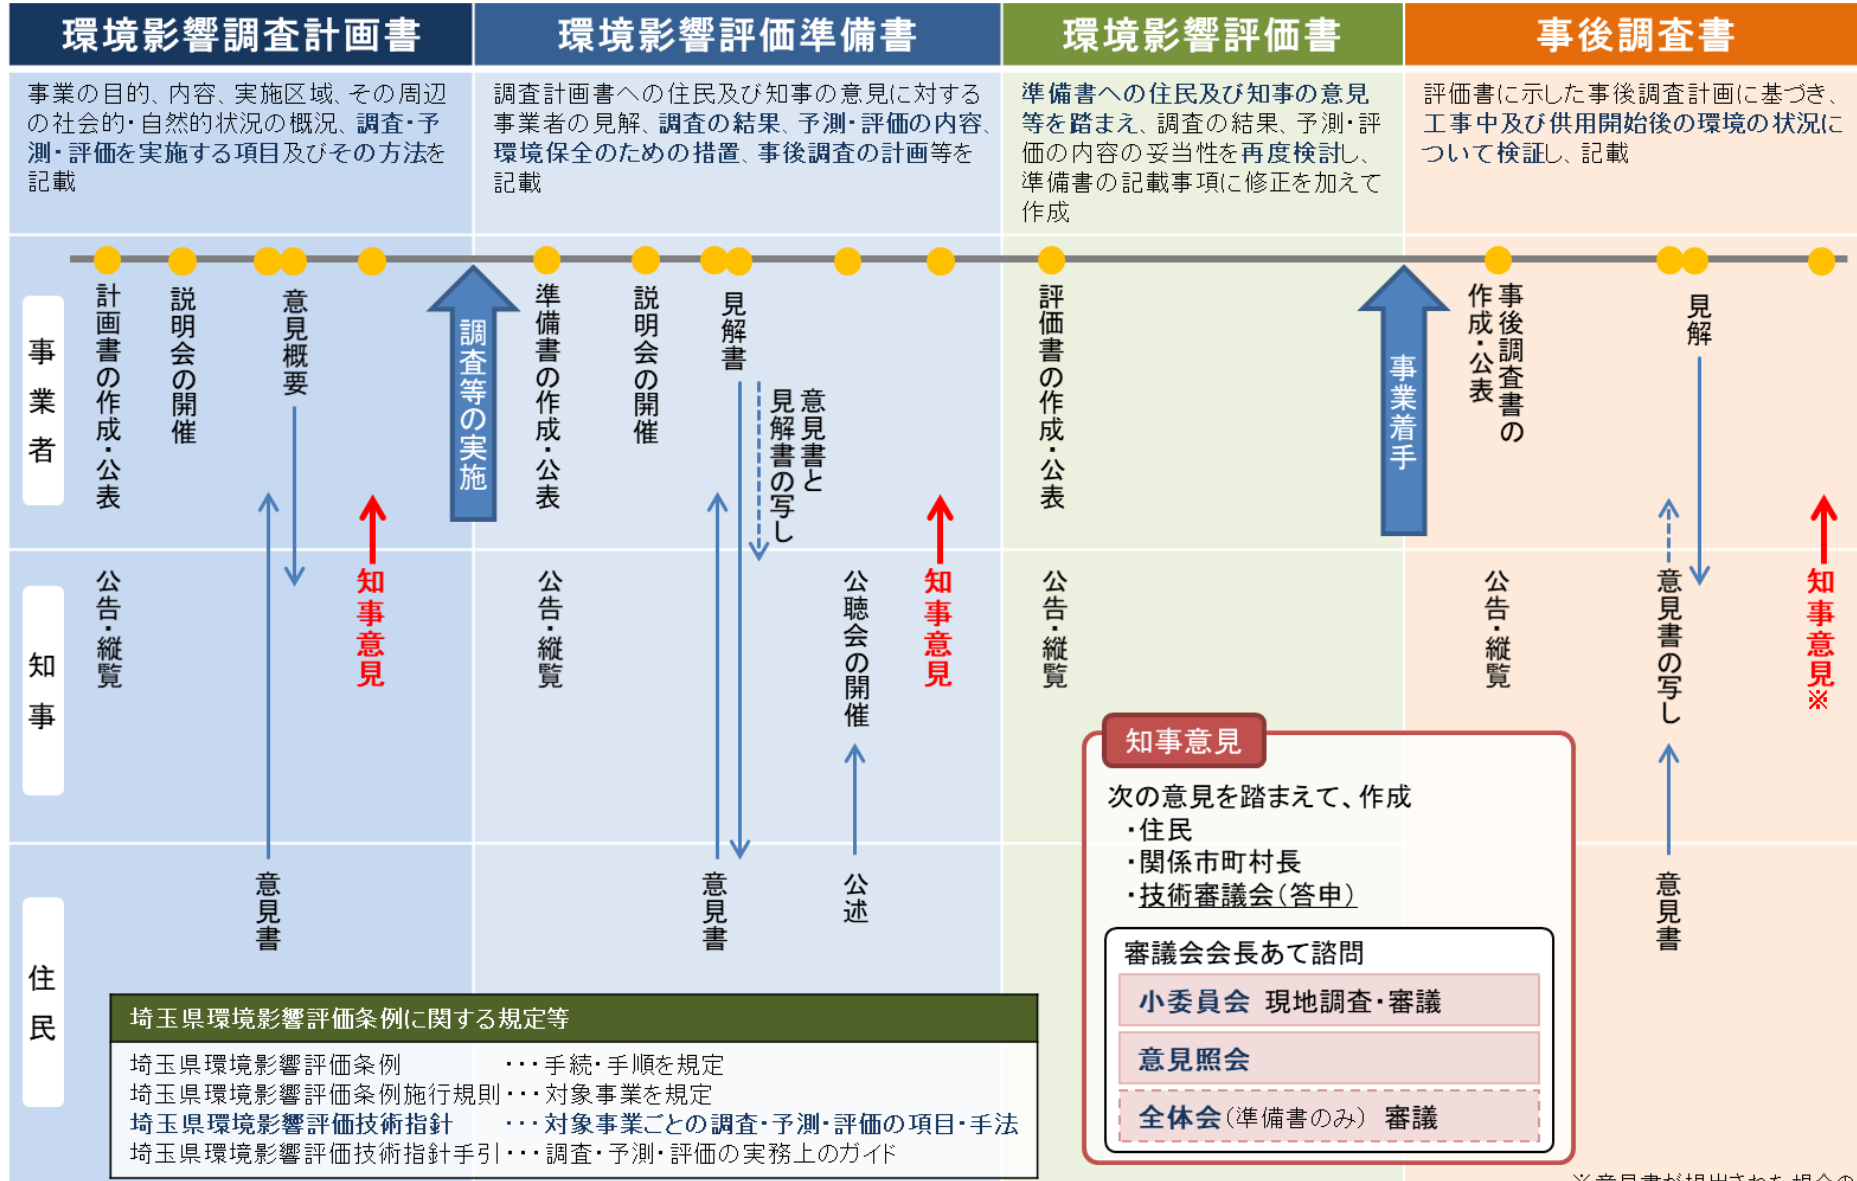 環境影響調査計画書
環境影響評価準備書
環境影響評価書
事後調査書
事業の目的、内容、実施区域、その周辺
の社会的・自然的状況の概況、調査・予
測・評価を実施する項目及びその方法を
記載
調査計画書への住民及び知事の意見に対する
事業者の見解、調査の結果、予測・評価の内容、
環境保全のための措置、事後調査の計画等を
記載
準備書への住民及び知事の意見
等を踏まえ、調査の結果、予測・評
価の内容の妥当性を再度検討し、
準備書の記載事項に修正を加えて
作成
評価書に示した事後調査計画に基づき、
工事中及び供用開始後の環境の状況に
ついて検証し、記載
事業者
計画書の作成・公表
説明会の開催
意見概要
調査等の実施
準備書の作成・公表
説明会の開催
見解書
意見書と
見解書の写し
評価書の作成・公表
事業着手
事後調査書の
作成・公表
見解
知事
公告・縦覧
知事意見
公告・縦覧
公聴会の開催
知事意見
公告・縦覧
公告・縦覧
意見書の写し
知事意見※
住民
意見書
意見書
公述
意見書
知事意見
次の意見を踏まえて、作成
・住民
・関係市町村長
・技術審議会(答申)
審議会会長あて諮問
小委員会 現地調査・審議
意見照会
全体会(準備書のみ) 審議
埼玉県環境影響評価条例に関する規定等
埼玉県環境影響評価条例 ・・・手続・手順を規定
埼玉県環境影響評価条例施行規則・・・対象事業を規定
埼玉県環境影響評価技術指針 ・・・対象事業ごとの調査・予測・評価の項目・手法
埼玉県環境影響評価技術指針手引・・・調査・予測・評価の実務上のガイド
※意見書が提出された場合の